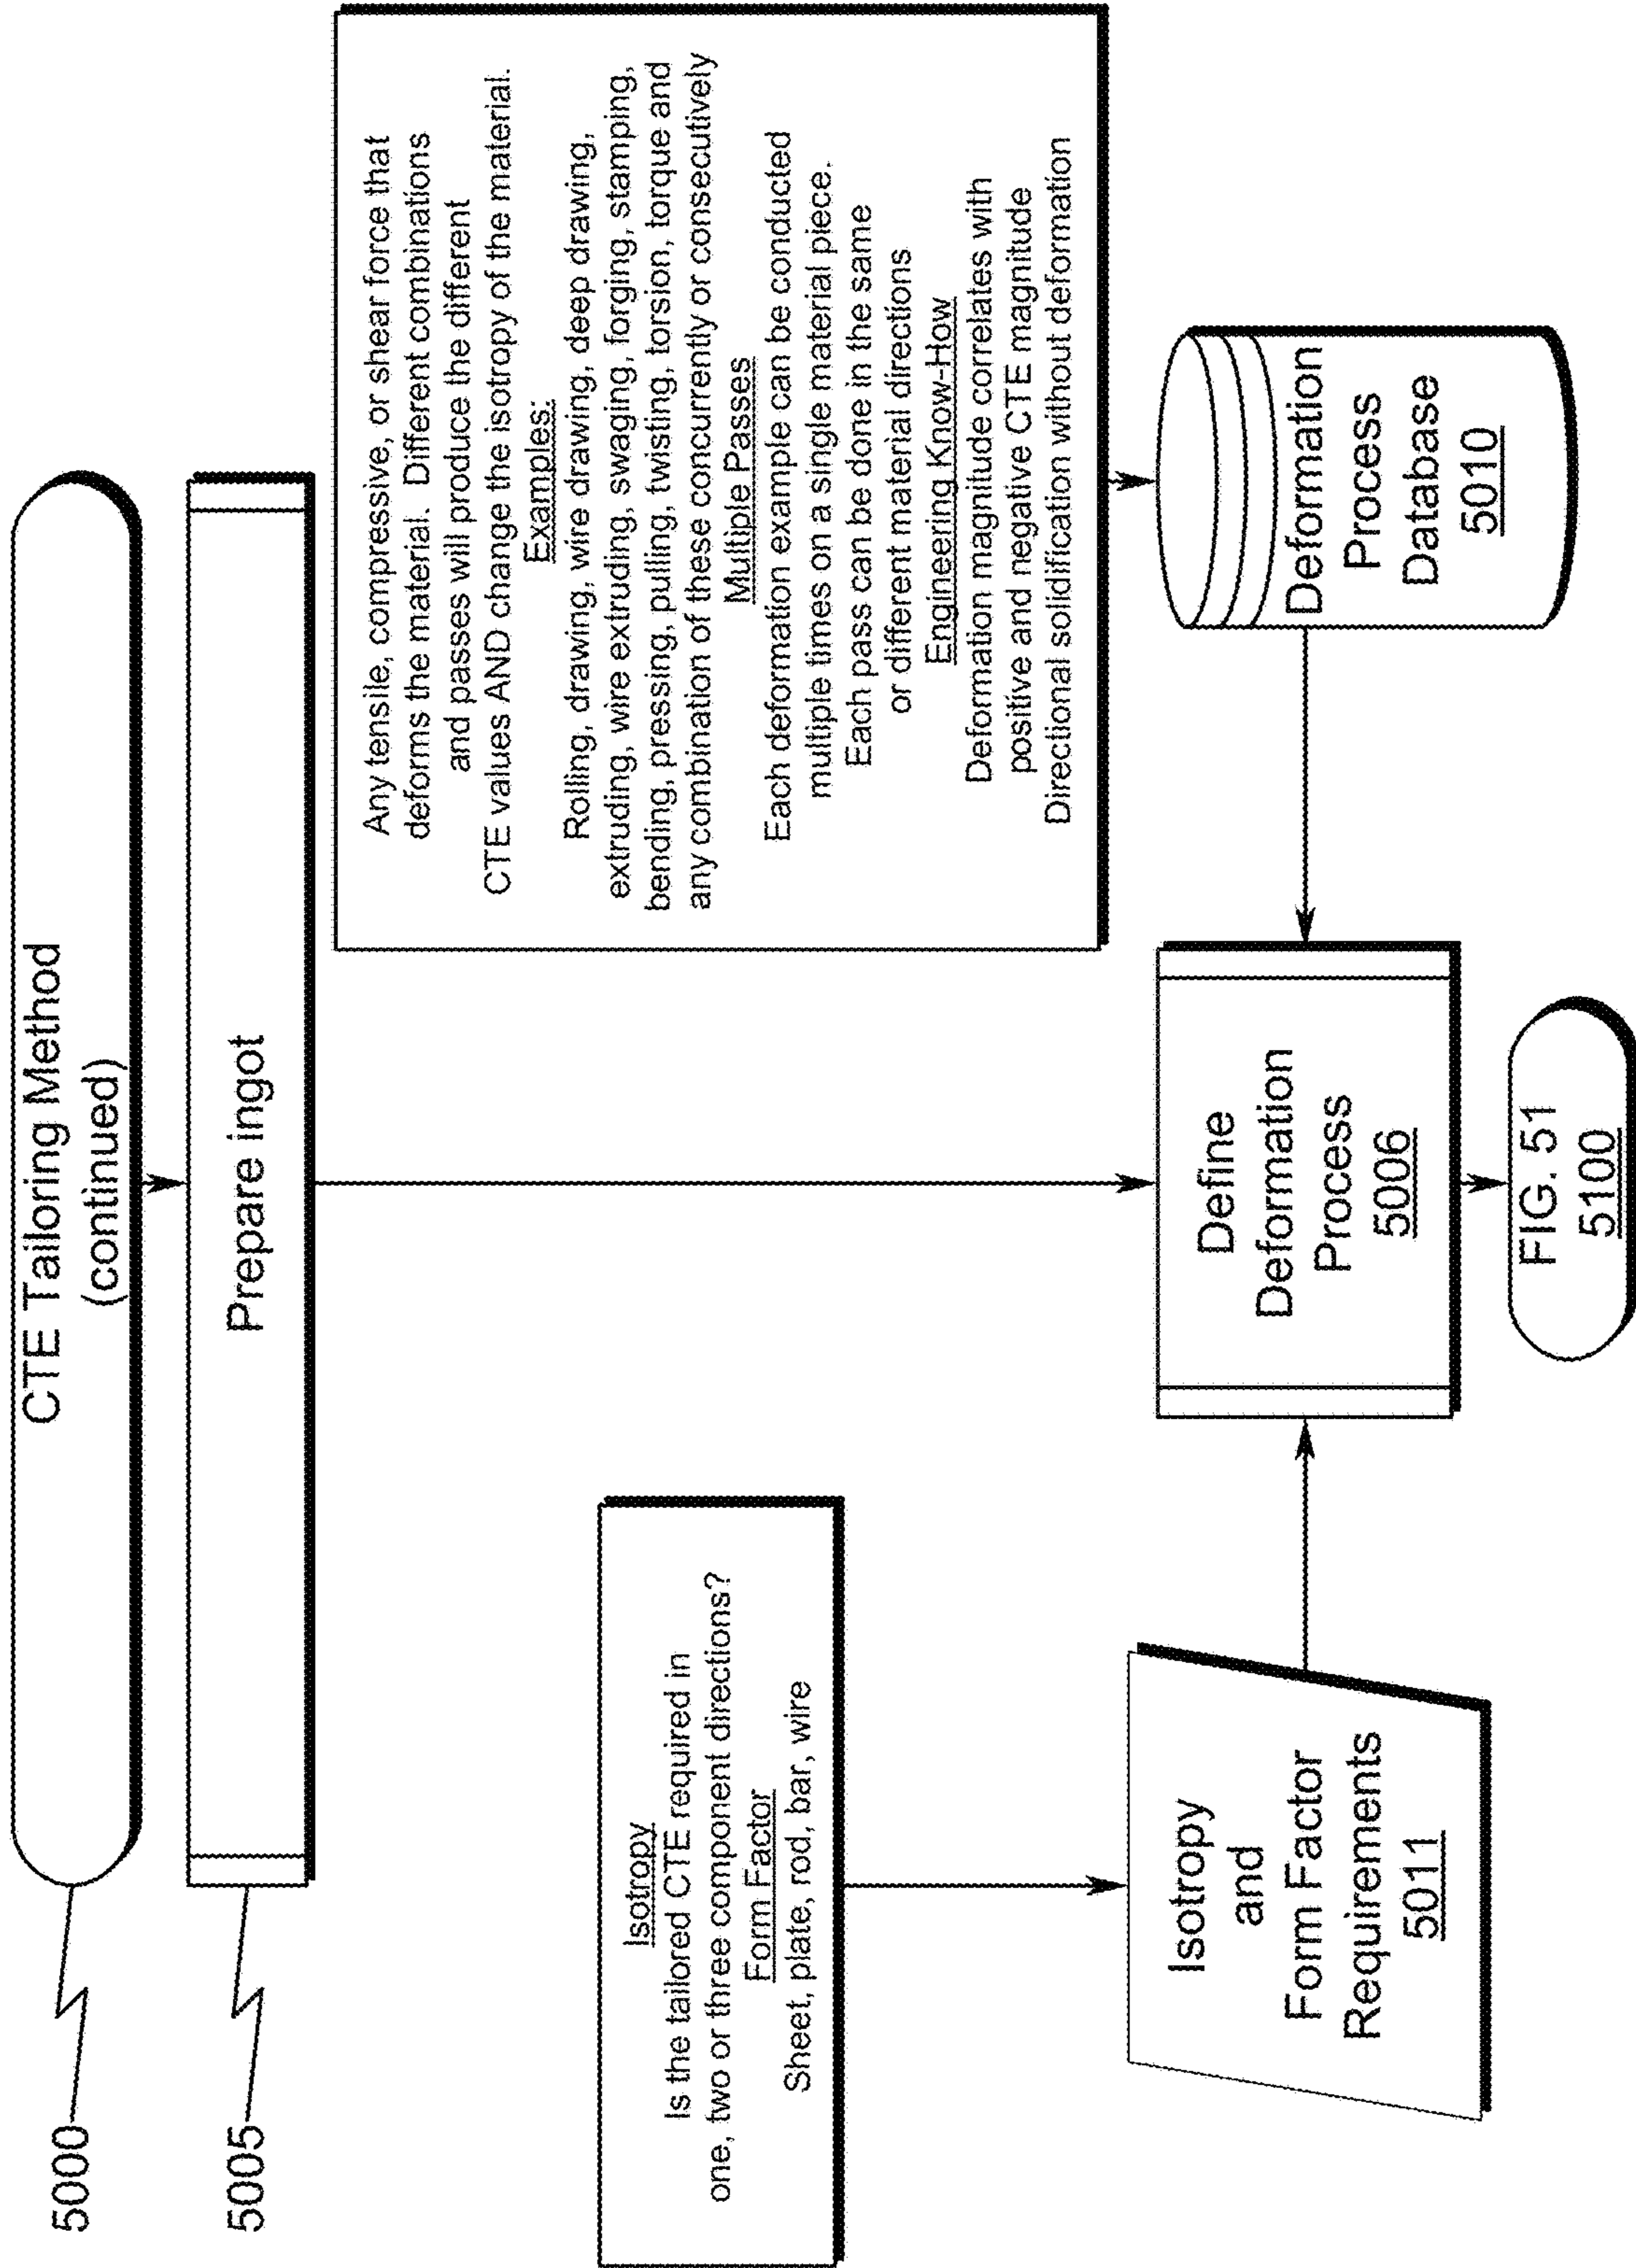 5000
CTE Tailoring Method
(continued)
5005
Prepare ingot
Isotropy
Is the tailored CTE required in
one, two or three component directions?
Form Factor
Sheet, plate, rod, bar, wire
Any tensile, compressive, or shear force that
deforms the material. Different combinations
and passes will produce the different
CTE values AND change the isotropy of the material.
Examples:
Rolling, drawing, wire drawing, deep drawing,
extruding, wire extruding, swaging, forging, stamping,
bending, pressing, pulling, twisting, torsion, torque and
any combination of these concurrently or consecutively
Multiple Passes
Each deformation example can be conducted
multiple times on a single material piece.
Each pass can be done in the same
or different material directions
Engineering Know-How
Deformation magnitude correlates with
positive and negative CTE magnitude
Directional solidification without deformation
Isotropy
and
Form Factor
Requirements
5011
Define
Deformation
Process
5006
Deformation
Process
Database
5010
FIG. 51
5100